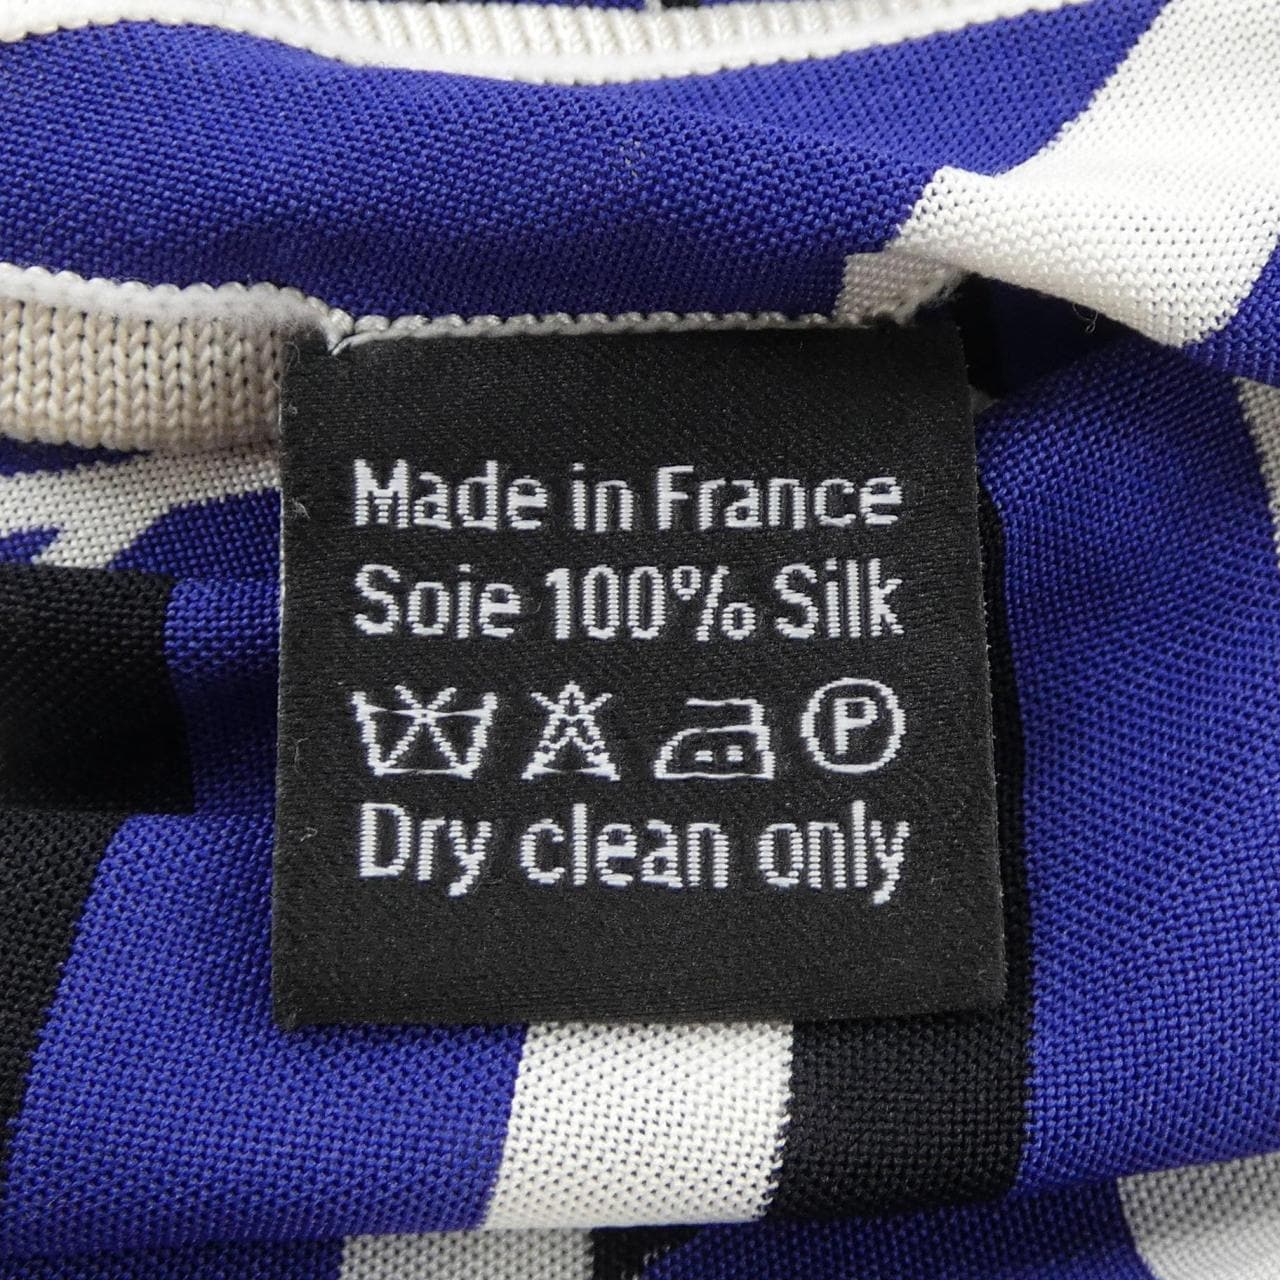 Made in France
Soie 100% Silk
P
Dry clean only